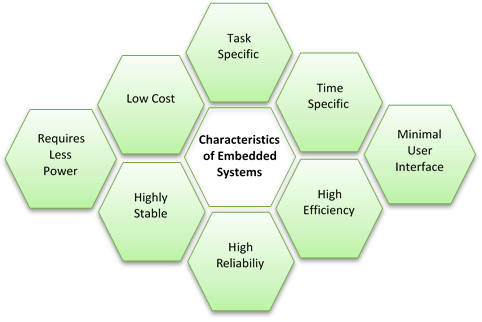 Task
Specific
Low Cost
Time
Specific
Requires
Less
Power
Characteristics
of Embedded
Systems
Minimal
User
Interface
Highly
Stable
High
Efficiency
High
Reliabiliy